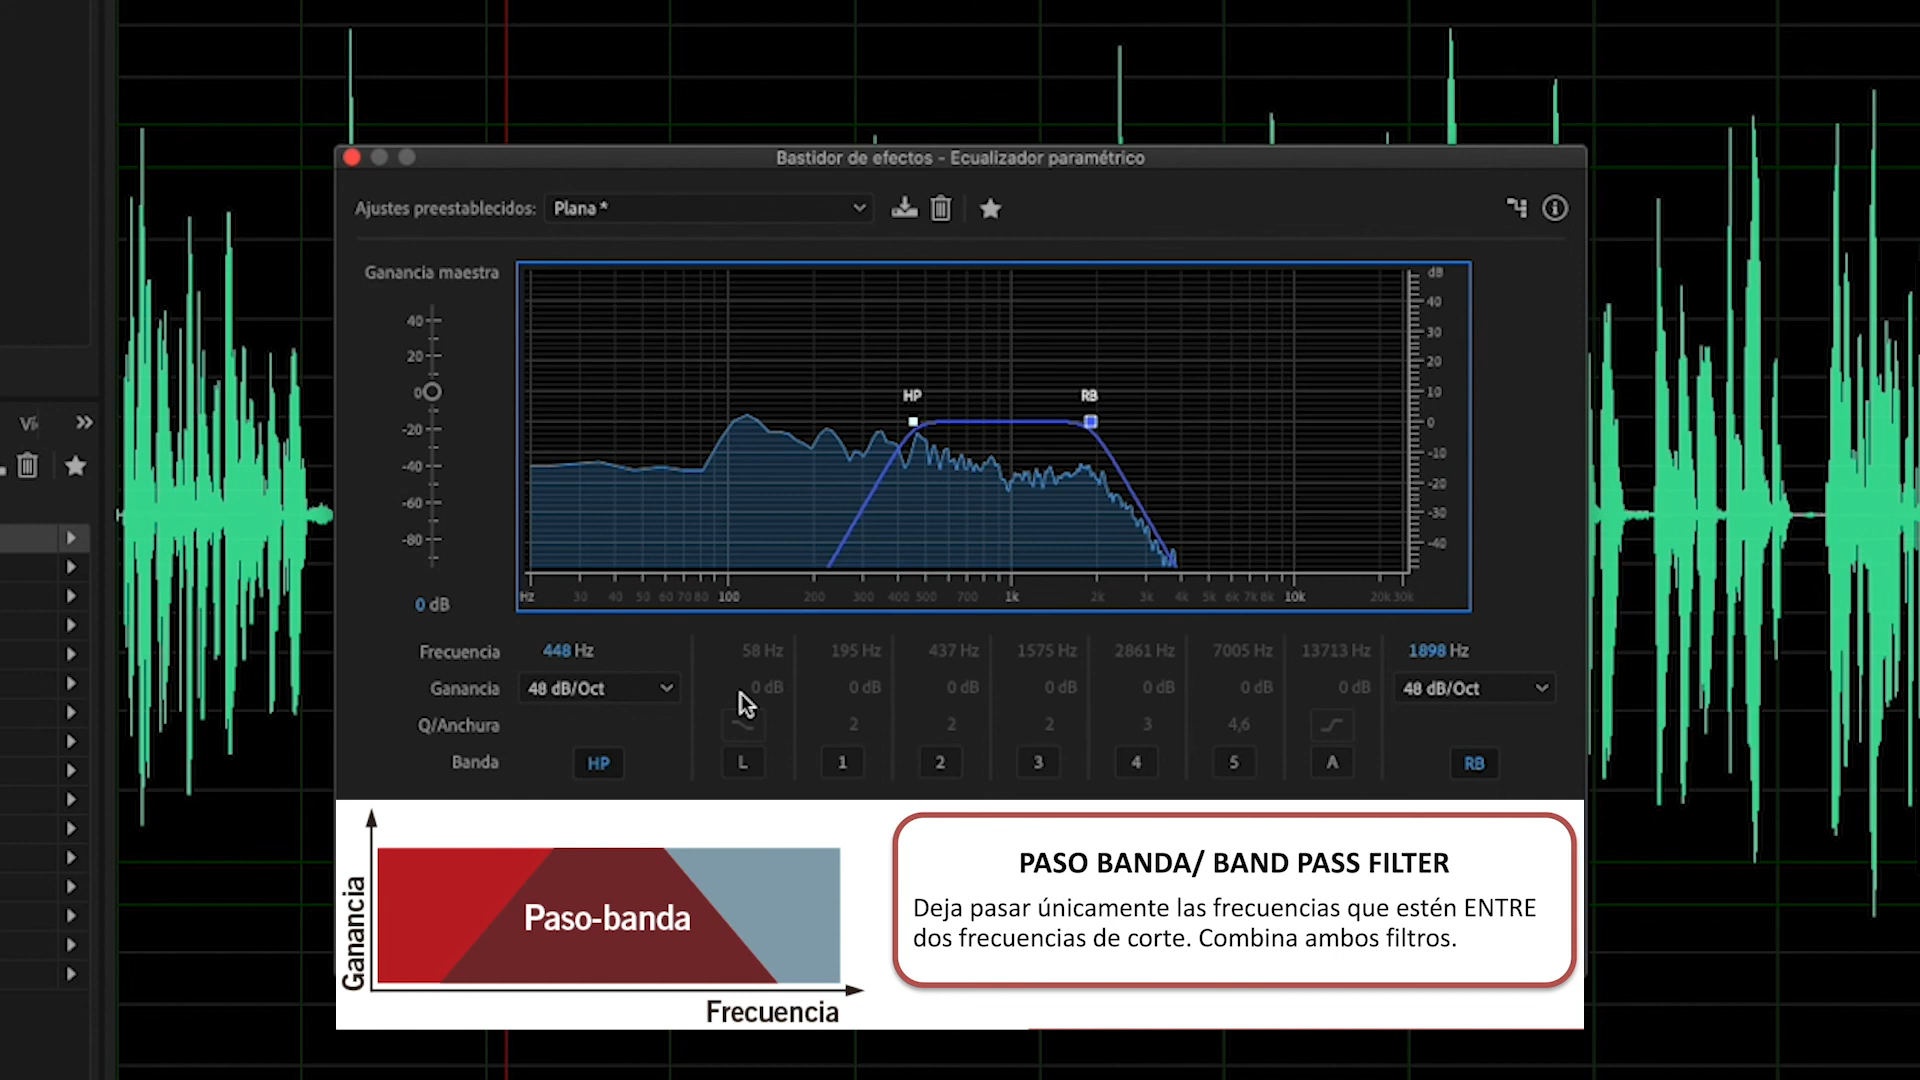 Bastidor de efectos - Ecualizador paramétrico
Ajustes preestablecidos: Plana *
Ganancia maestra
dB
40
40
30
20
20
10
0
HP
RB
0
-20
-10
-40
-20
-60
-30
-80
-40
Hz 30 40 50 60 70 80 100 200 300 400 500 700 1k 2k 3k 4k 5k 6k 7k 8k 10k 20k 30k
0 dB
Frecuencia 448 Hz 58 Hz 195 Hz 437 Hz 1575 Hz 2861 Hz 7005 Hz 13713 Hz 1898 Hz
Ganancia 48 dB/Oct 0 dB 0 dB 0 dB 0 dB 0 dB 0 dB 0 dB 48 dB/Oct
Q/Anchura 2 2 2 3 4,6
Banda HP L 1 2 3 4 5 A RB
Ganancia
Paso-banda
Frecuencia
PASO BANDA/ BAND PASS FILTER
Deja pasar únicamente las frecuencias que estén ENTRE
dos frecuencias de corte. Combina ambos filtros.